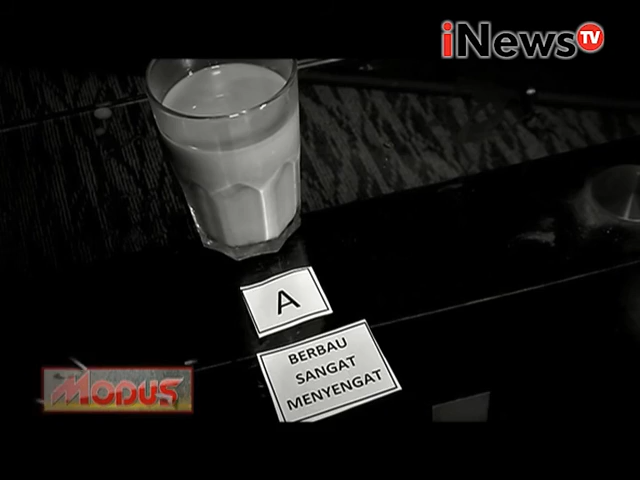 iNews TV
A
BERBAU
SANGAT
MENYENGAT
MODUS